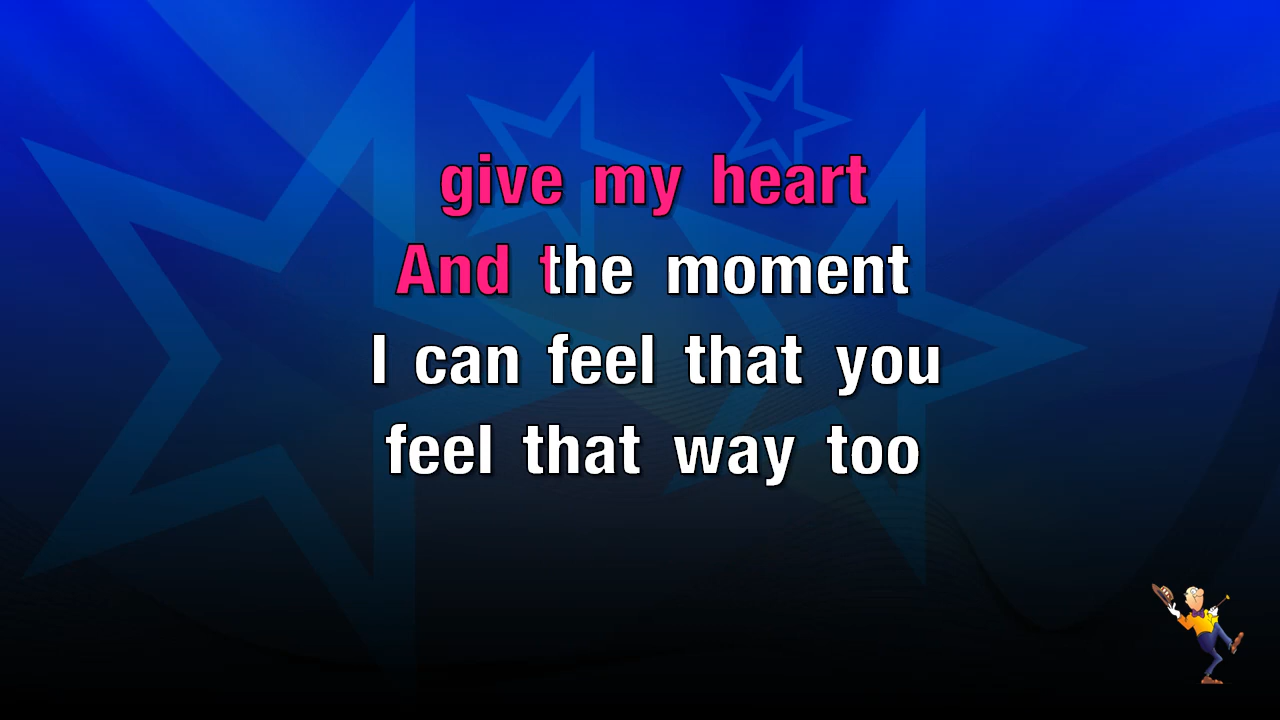 give my heart
And the moment
I can feel that you
feel that way too